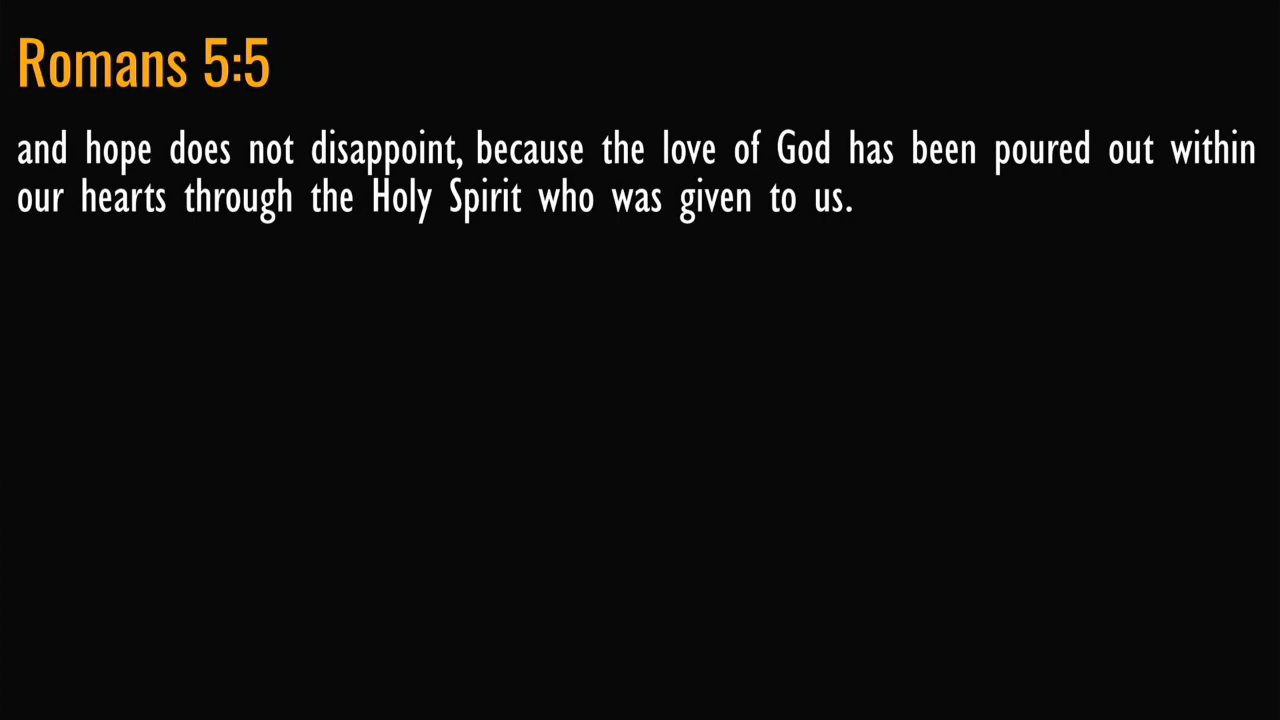 Romans 5:5
and hope does not disappoint, because the love of God has been poured out within
our hearts through the Holy Spirit who was given to us.